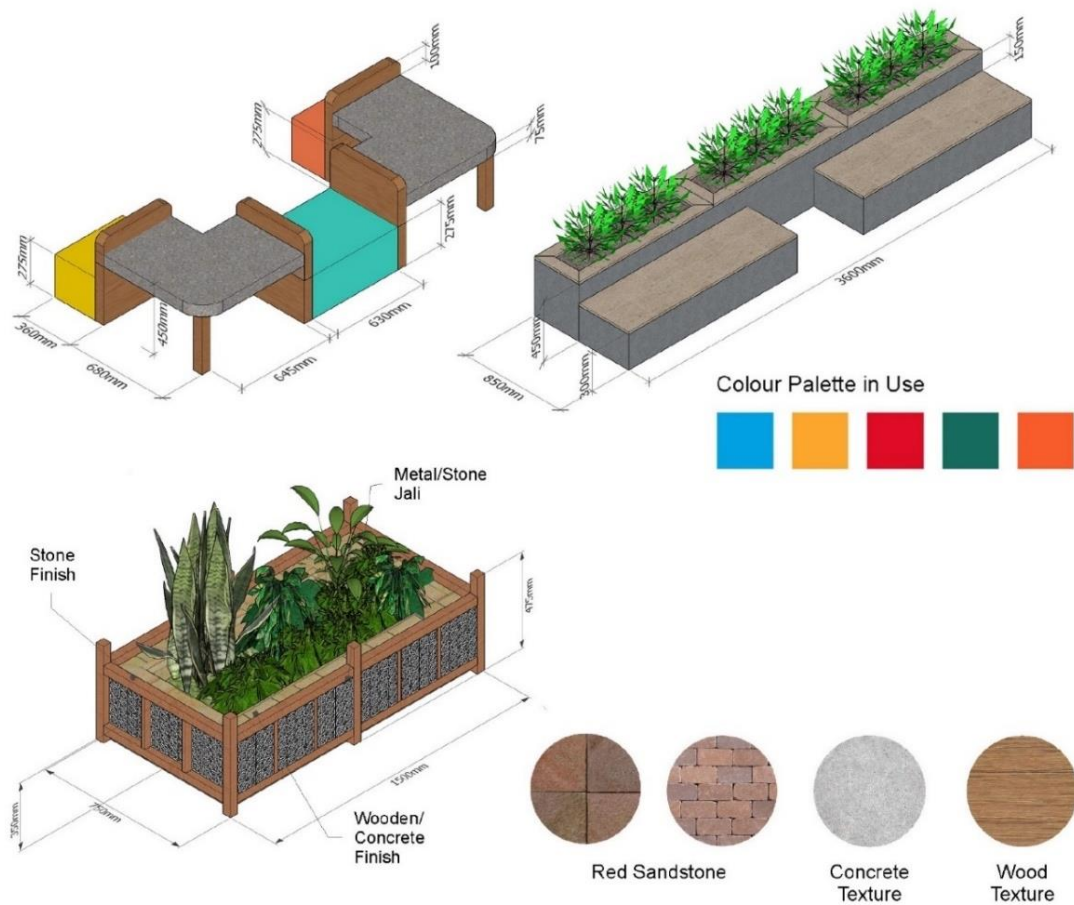 100mm
275mm
75mm
275mm
275mm
630mm
360mm
450mm
680mm
645mm
150mm
3600mm
450mm
850mm
300mm
Colour Palette in Use
Metal/Stone
Jali
Stone
Finish
475mm
1500mm
750mm
350mm
Wooden/
Concrete
Finish
Red Sandstone
Concrete
Texture
Wood
Texture